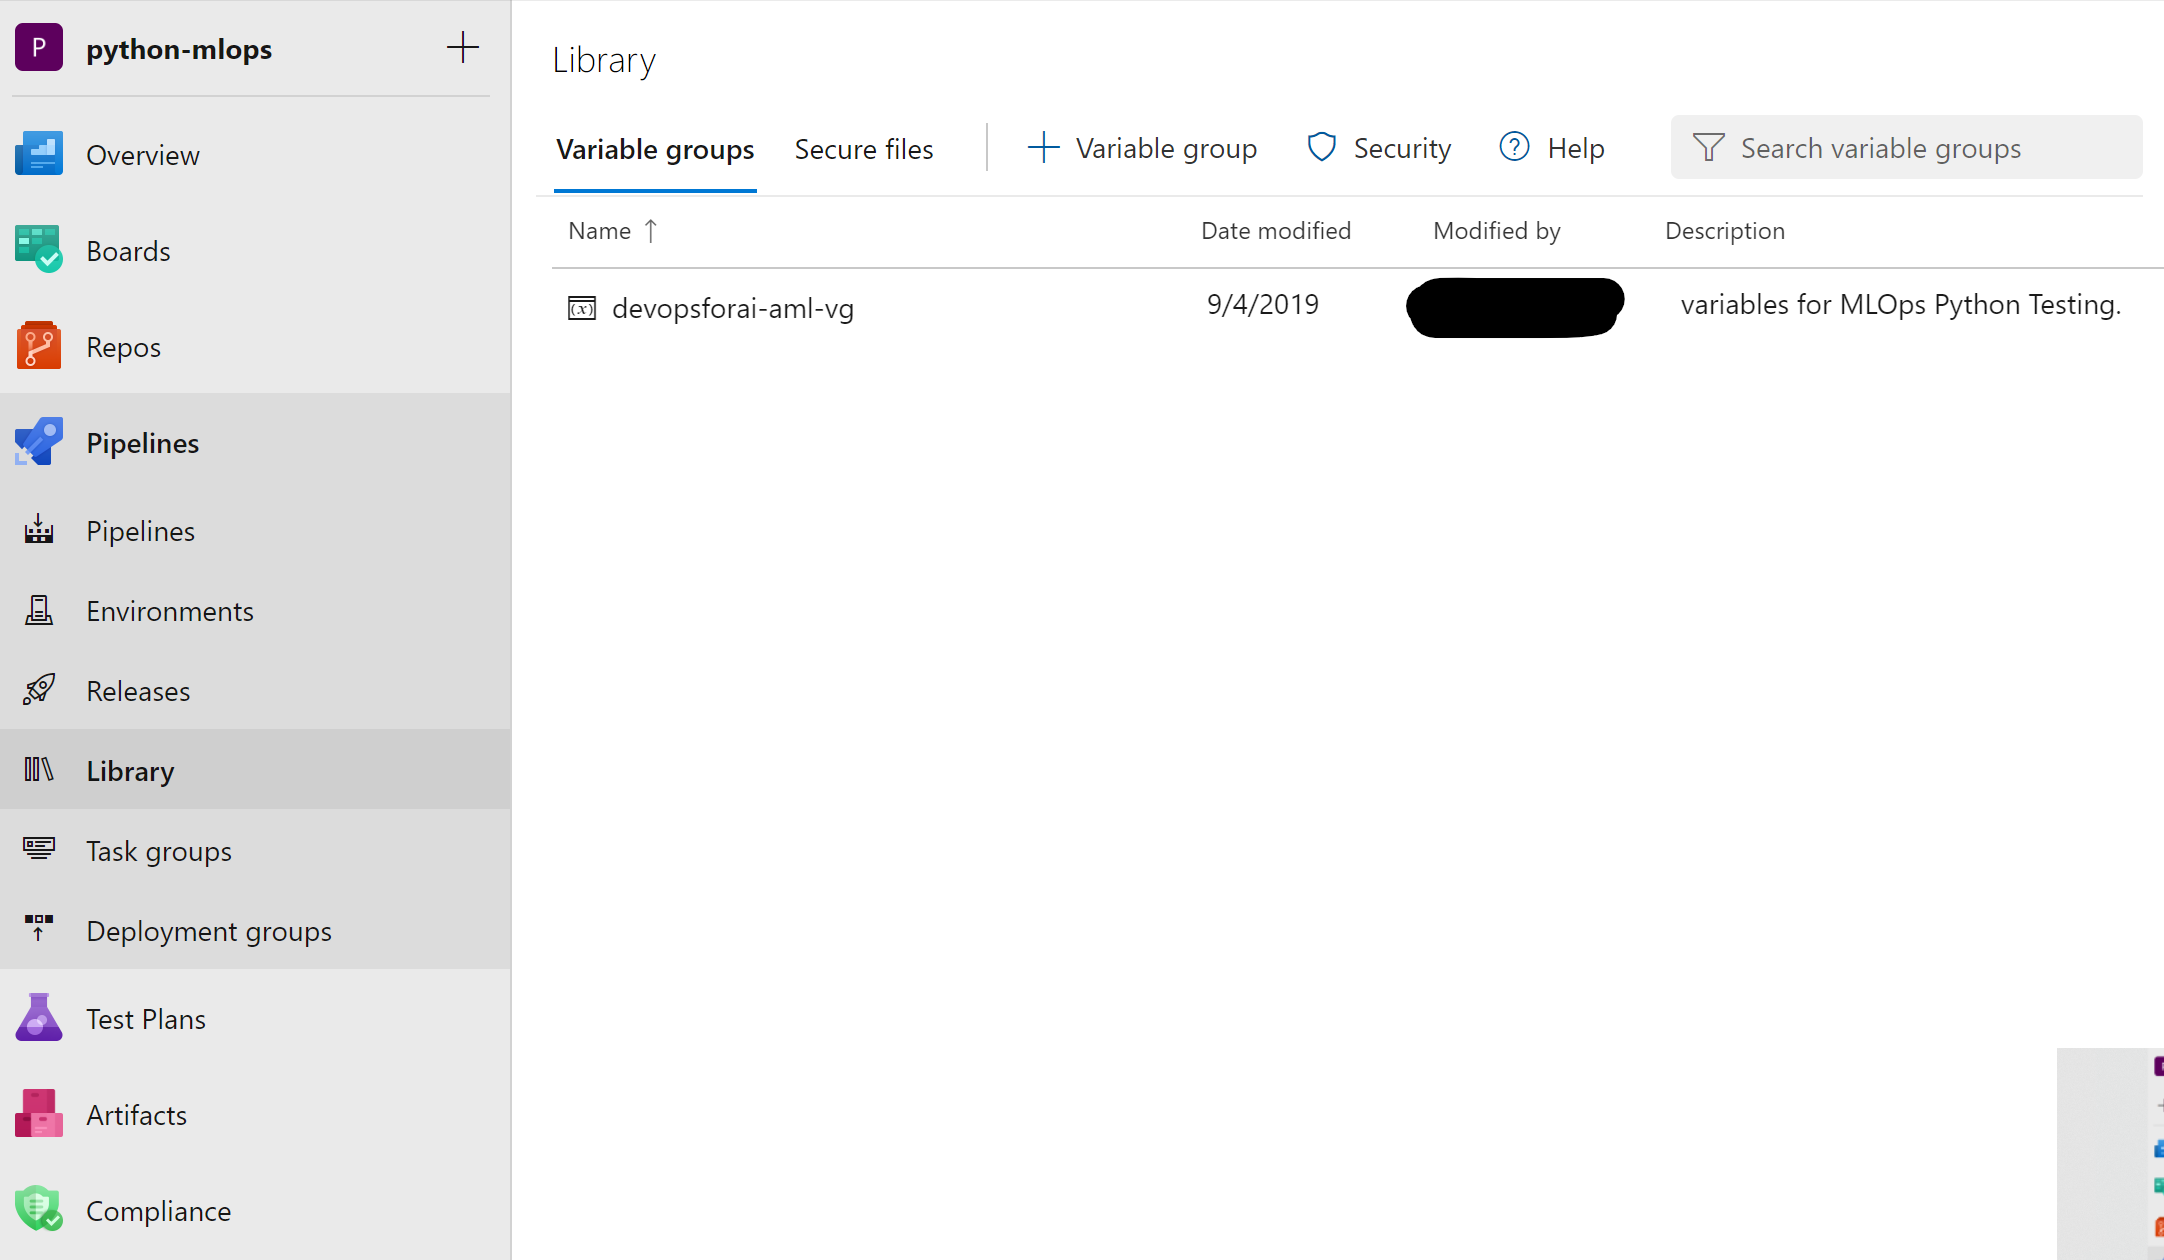 P python-mlops
Overview
Boards
Repos
Pipelines
Pipelines
Environments
Releases
Library
Task groups
Deployment groups
Test Plans
Artifacts
Compliance
Library
Variable groups Secure files Variable group Security Help Search variable groups
Name Date modified Modified by Description
(x) devopsforai-aml-vg 9/4/2019 variables for MLOps Python Testing.